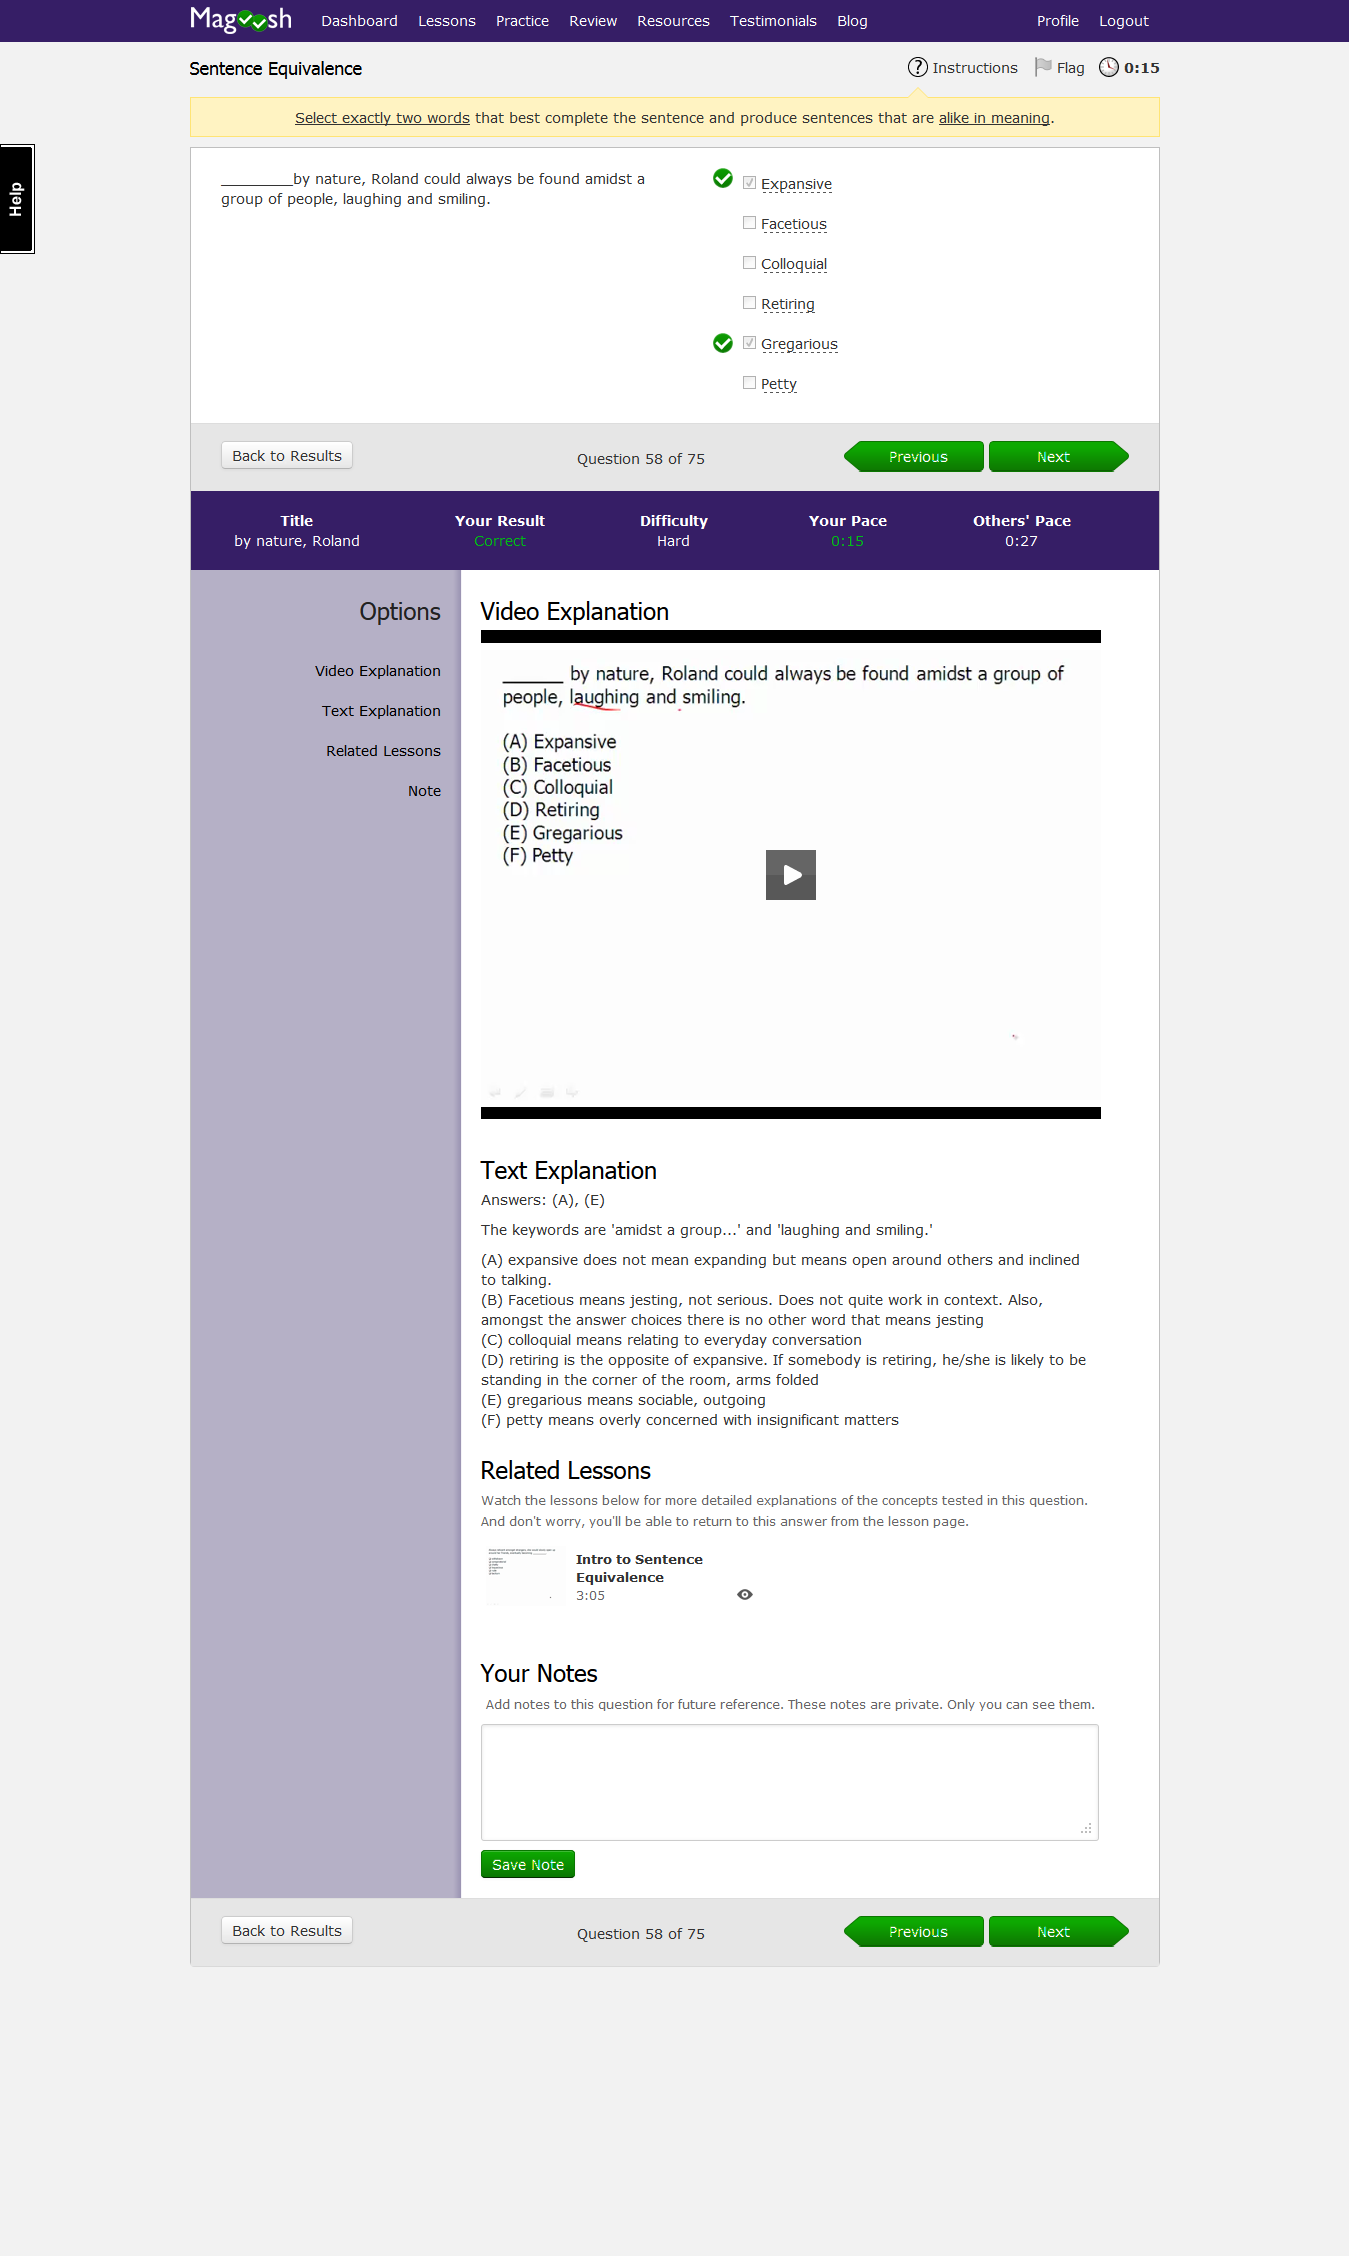 Magoosh Dashboard Lessons Practice Review Resources Testimonials Blog Profile Logout
Sentence Equivalence Instructions Flag 0:15
Select exactly two words that best complete the sentence and produce sentences that are alike in meaning.
Help
_________by nature, Roland could always be found amidst a
group of people, laughing and smiling.
Expansive
Facetious
Colloquial
Retiring
Gregarious
Petty
Back to Results Question 58 of 75 Previous Next
Title Your Result Difficulty Your Pace Others' Pace
by nature, Roland Correct Hard 0:15 0:27
Options
Video Explanation
Text Explanation
Related Lessons
Note
Video Explanation
______ by nature, Roland could always be found amidst a group of
people, laughing and smiling.
(A) Expansive
(B) Facetious
(C) Colloquial
(D) Retiring
(E) Gregarious
(F) Petty
Text Explanation
Answers: (A), (E)
The keywords are 'amidst a group...' and 'laughing and smiling.'
(A) expansive does not mean expanding but means open around others and inclined
to talking.
(B) Facetious means jesting, not serious. Does not quite work in context. Also,
amongst the answer choices there is no other word that means jesting
(C) colloquial means relating to everyday conversation
(D) retiring is the opposite of expansive. If somebody is retiring, he/she is likely to be
standing in the corner of the room, arms folded
(E) gregarious means sociable, outgoing
(F) petty means overly concerned with insignificant matters
Related Lessons
Watch the lessons below for more detailed explanations of the concepts tested in this question.
And don't worry, you'll be able to return to this answer from the lesson page.
Intro to Sentence
Equivalence
3:05
Your Notes
Add notes to this question for future reference. These notes are private. Only you can see them.
Save Note
Back to Results Question 58 of 75 Previous Next